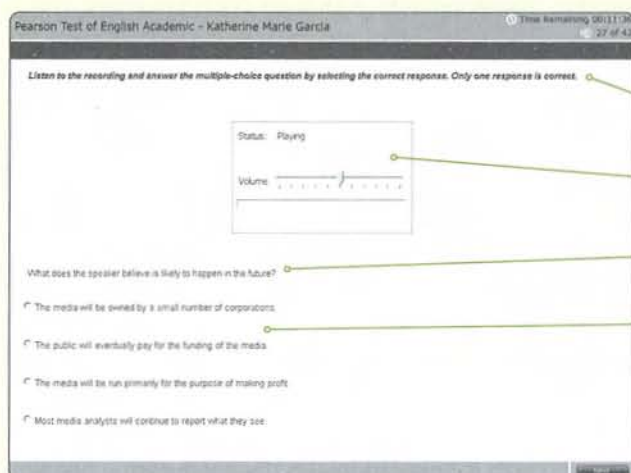 Pearson Test of English Academic - Katherine Marie Garcia
Time Remaining 00:11:36
27 of 42
Listen to the recording and answer the multiple-choice question by selecting the correct response. Only one response is correct.
Status: Playing
Volume
What does the speaker believe is likely to happen in the future?
The media will be owned by a small number of corporations.
The public will eventually pay for the funding of the media.
The media will be run primarily for the purpose of making profit.
Most media analysts will continue to report what they see.